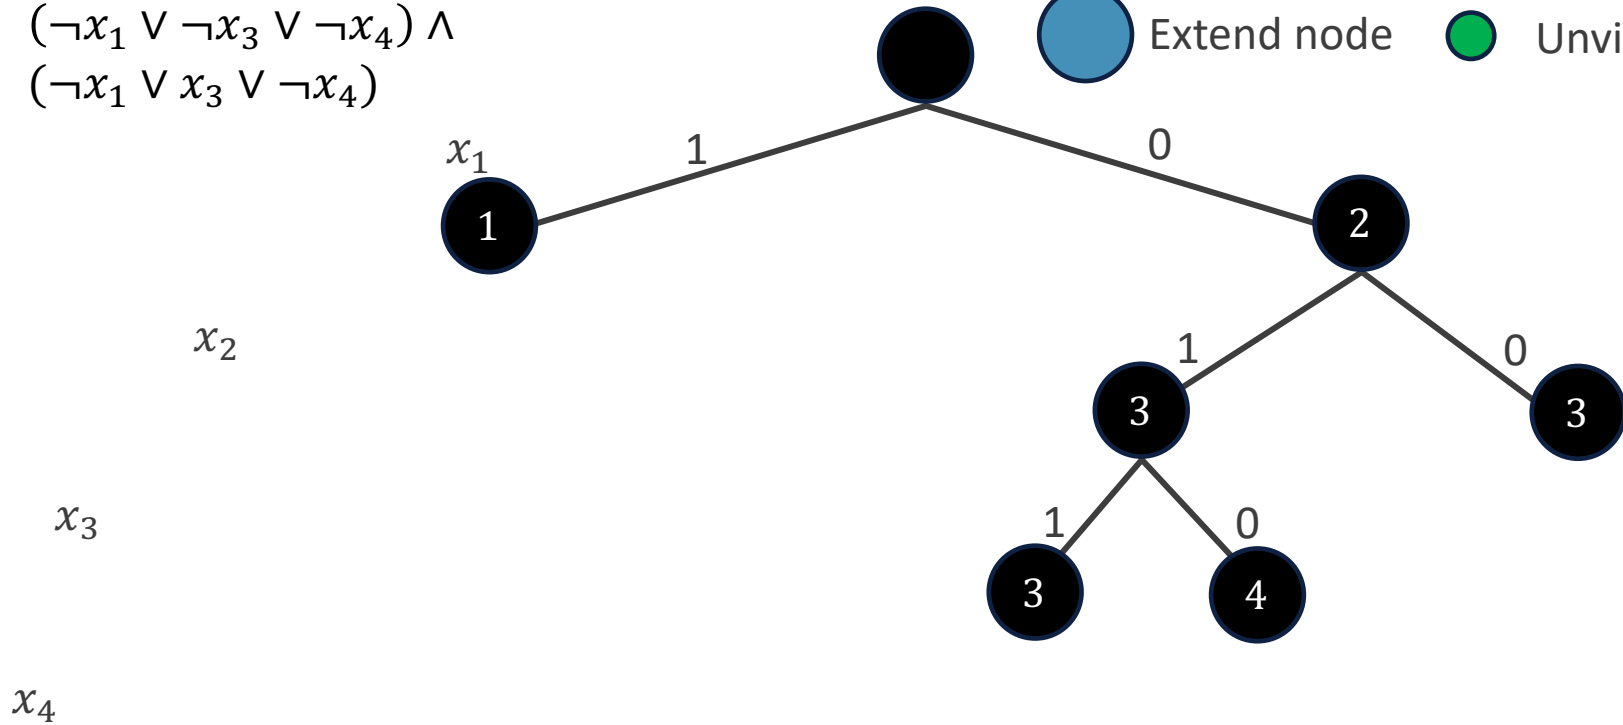 (¬x₁ ∨ ¬x₃ ∨ ¬x₄) ∧
(¬x₁ ∨ x₃ ∨ ¬x₄)
Extend node
x₁
1
0
1
2
x₂
1
0
3
3
x₃
1
0
3
4
x₄